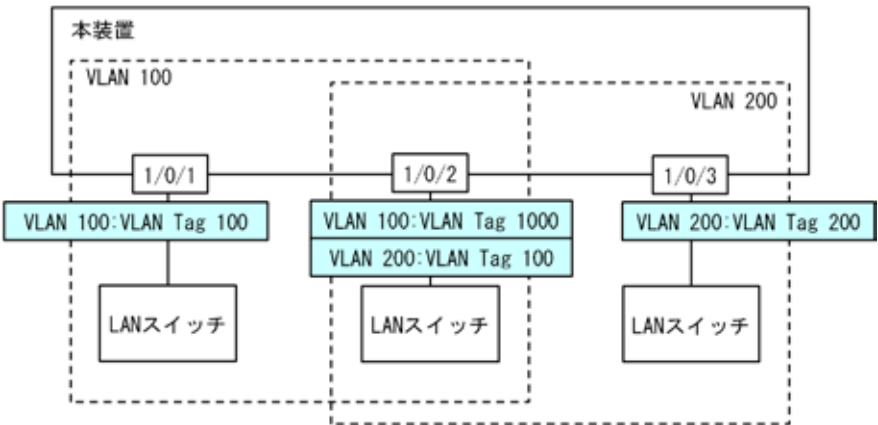 本装置
VLAN 100
VLAN 200
1/0/1
1/0/2
1/0/3
VLAN 100:VLAN Tag 100
VLAN 100:VLAN Tag 1000
VLAN 200:VLAN Tag 200
VLAN 200:VLAN Tag 100
LANスイッチ
LANスイッチ
LANスイッチ